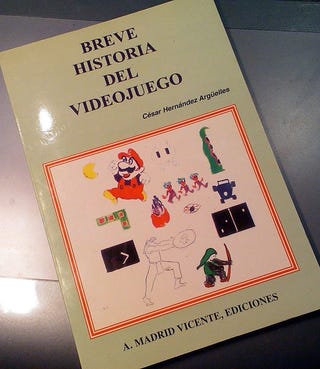 BREVE
HISTORIA
DEL
VIDEOJUEGO
César Hernández Argüelles
A. MADRID VICENTE, EDICIONES